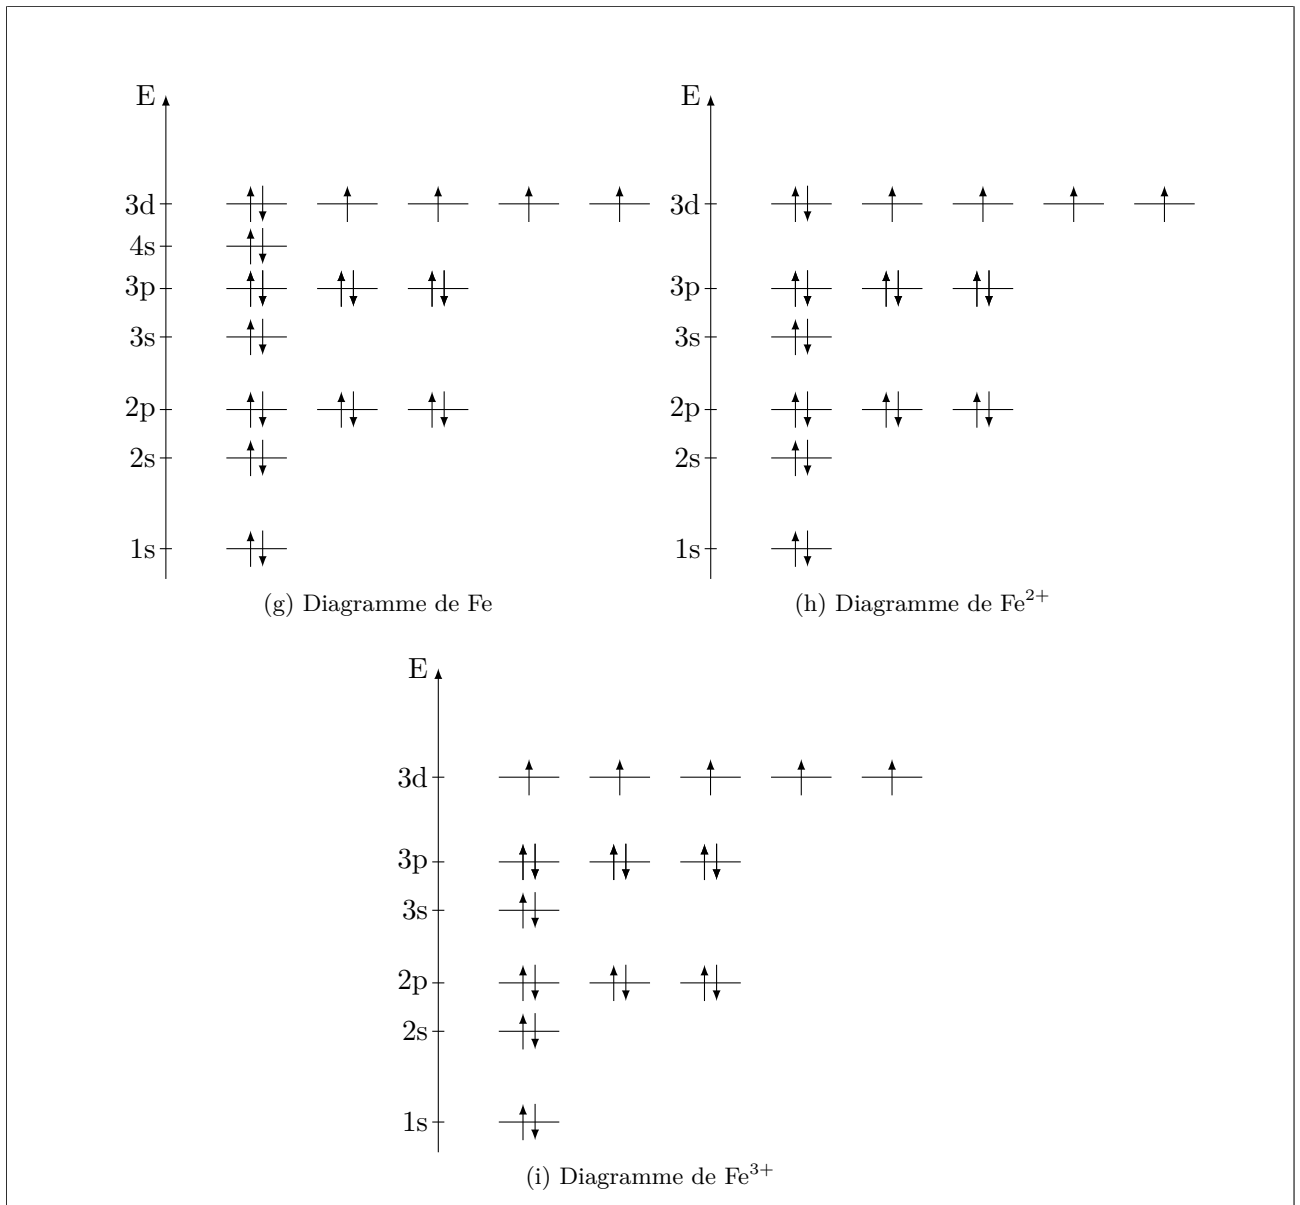 E E
3d 3d
4s
3p 3p
3s 3s
2p 2p
2s 2s
1s 1s
(g) Diagramme de Fe (h) Diagramme de Fe²⁺
E
3d
3p
3s
2p
2s
1s
(i) Diagramme de Fe³⁺